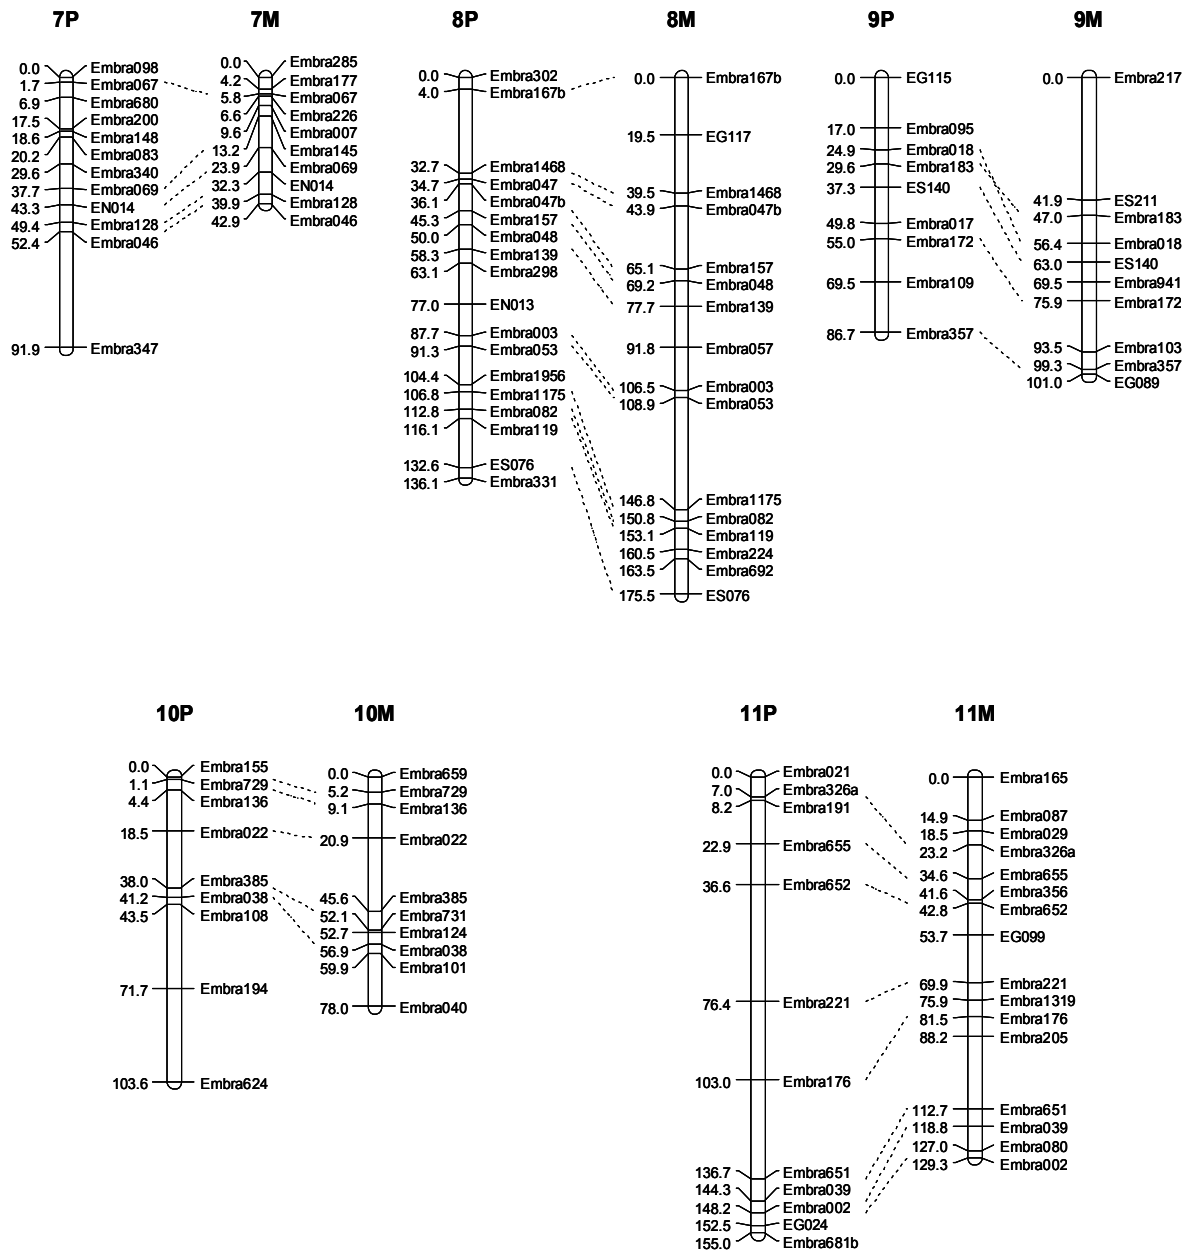 7P
0.0 Embra098
1.7 Embra067
6.9 Embra680
17.5 Embra200
18.6 Embra148
20.2 Embra083
29.6 Embra340
37.7 Embra069
43.3 EN014
49.4 Embra128
52.4 Embra046
91.9 Embra347
7M
0.0 Embra285
4.2 Embra177
5.8 Embra067
6.6 Embra226
9.6 Embra007
13.2 Embra145
23.9 Embra069
32.3 EN014
39.9 Embra128
42.9 Embra046
8P
0.0 Embra302
4.0 Embra167b
32.7 Embra1468
34.7 Embra047
36.1 Embra047b
45.3 Embra157
50.0 Embra048
58.3 Embra139
63.1 Embra298
77.0 EN013
87.7 Embra003
91.3 Embra053
104.4 Embra1956
106.8 Embra1175
112.8 Embra082
116.1 Embra119
132.6 ES076
136.1 Embra331
8M
0.0 Embra167b
19.5 EG117
39.5 Embra1468
43.9 Embra047b
65.1 Embra157
69.2 Embra048
77.7 Embra139
91.8 Embra057
106.5 Embra003
108.9 Embra053
146.8 Embra1175
150.8 Embra082
153.1 Embra119
160.5 Embra224
163.5 Embra692
175.5 ES076
9P
0.0 EG115
17.0 Embra095
24.9 Embra018
29.6 Embra183
37.3 ES140
49.8 Embra017
55.0 Embra172
69.5 Embra109
86.7 Embra357
9M
0.0 Embra217
41.9 ES211
47.0 Embra183
56.4 Embra018
63.0 ES140
69.5 Embra941
75.9 Embra172
93.5 Embra103
99.3 Embra357
101.0 EG089
10P
0.0 Embra155
1.1 Embra729
4.4 Embra136
18.5 Embra022
38.0 Embra385
41.2 Embra038
43.5 Embra108
71.7 Embra194
103.6 Embra624
10M
0.0 Embra659
5.2 Embra729
9.1 Embra136
20.9 Embra022
45.6 Embra385
52.1 Embra731
52.7 Embra124
56.9 Embra038
59.9 Embra101
78.0 Embra040
11P
0.0 Embra021
7.0 Embra326a
8.2 Embra191
22.9 Embra655
36.6 Embra652
76.4 Embra221
103.0 Embra176
136.7 Embra651
144.3 Embra039
148.2 Embra002
152.5 EG024
155.0 Embra681b
11M
0.0 Embra165
14.9 Embra087
18.5 Embra029
23.2 Embra326a
34.6 Embra655
41.6 Embra356
42.8 Embra652
53.7 EG099
69.9 Embra221
75.9 Embra1319
81.5 Embra176
88.2 Embra205
112.7 Embra651
118.8 Embra039
127.0 Embra080
129.3 Embra002